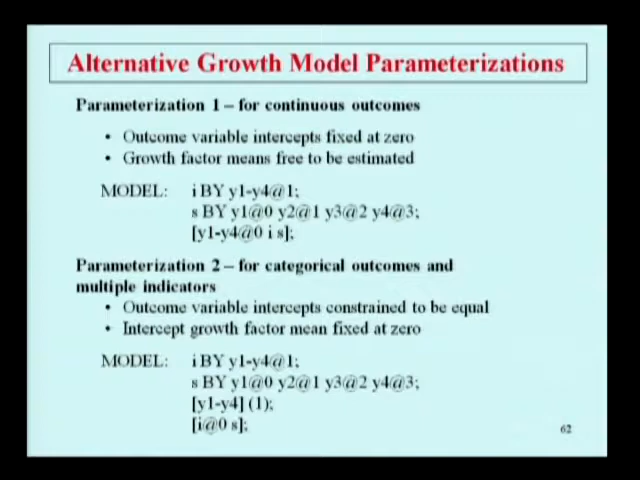 Alternative Growth Model Parameterizations
Parameterization 1 – for continuous outcomes
• Outcome variable intercepts fixed at zero
• Growth factor means free to be estimated
MODEL: i BY y1-y4@1;
s BY y1@0 y2@1 y3@2 y4@3;
[y1-y4@0 i s];
Parameterization 2 – for categorical outcomes and
multiple indicators
• Outcome variable intercepts constrained to be equal
• Intercept growth factor mean fixed at zero
MODEL: i BY y1-y4@1;
s BY y1@0 y2@1 y3@2 y4@3;
[y1-y4] (1);
[i@0 s];
62